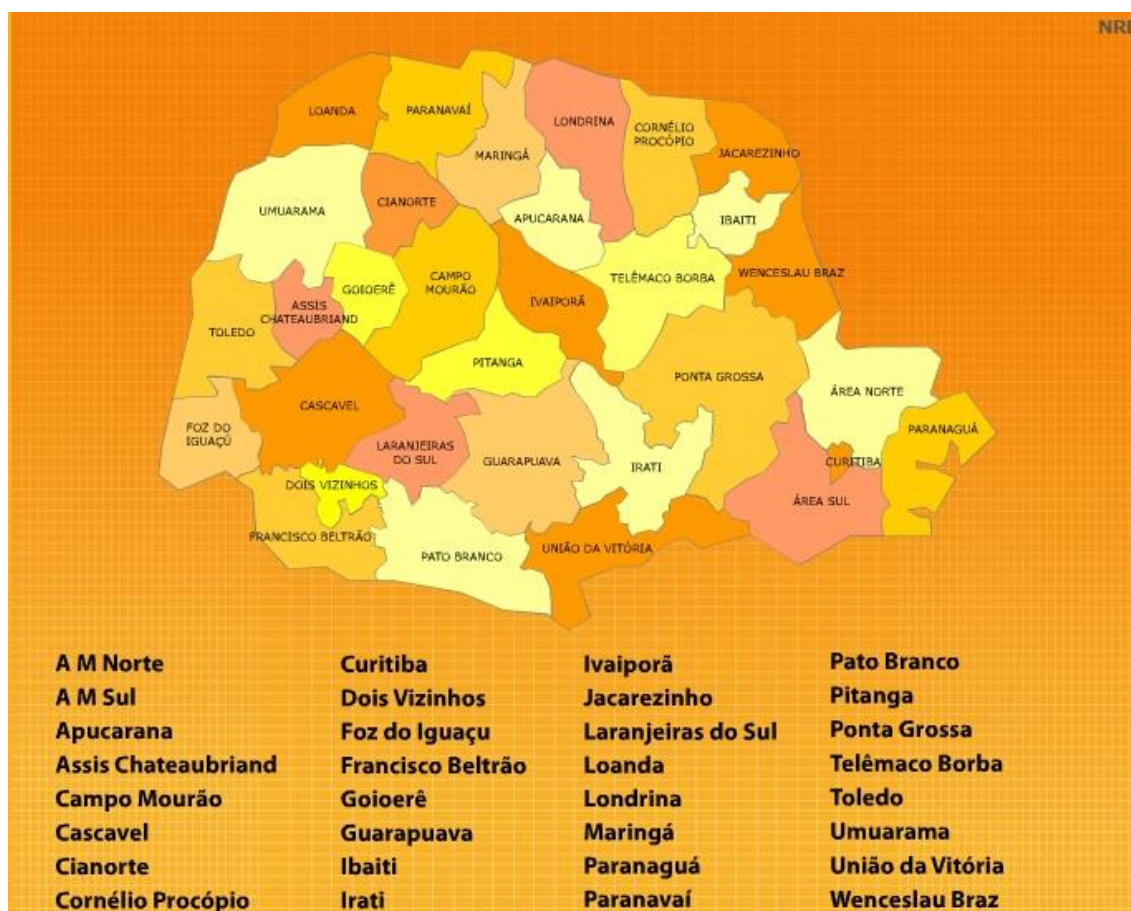 NRE
LOANDA
PARANAVAÍ
MARINGÁ
LONDRINA
CORNÉLIO
PROCÓPIO
JACAREZINHO
UMUARAMA
CIANORTE
APUCARANA
IBAITI
GOIOERÊ
CAMPO
MOURÃO
IVAIPORÃ
TELÊMACO BORBA
WENCESLAU BRAZ
TOLEDO
ASSIS
CHATEAUBRIAND
PITANGA
PONTA GROSSA
ÁREA NORTE
CASCAVEL
FOZ DO
IGUAÇÚ
LARANJEIRAS
DO SUL
GUARAPUAVA
IRATI
CURITIBA
PARANAGUÁ
DOIS VIZINHOS
ÁREA SUL
FRANCISCO BELTRÃO
PATO BRANCO
UNIÃO DA VITÓRIA
A M Norte
A M Sul
Apucarana
Assis Chateaubriand
Campo Mourão
Cascavel
Cianorte
Cornélio Procópio
Curitiba
Dois Vizinhos
Foz do Iguaçu
Francisco Beltrão
Goioerê
Guarapuava
Ibaiti
Irati
Ivaiporã
Jacarezinho
Laranjeiras do Sul
Loanda
Londrina
Maringá
Paranaguá
Paranavaí
Pato Branco
Pitanga
Ponta Grossa
Telêmaco Borba
Toledo
Umuarama
União da Vitória
Wenceslau Braz